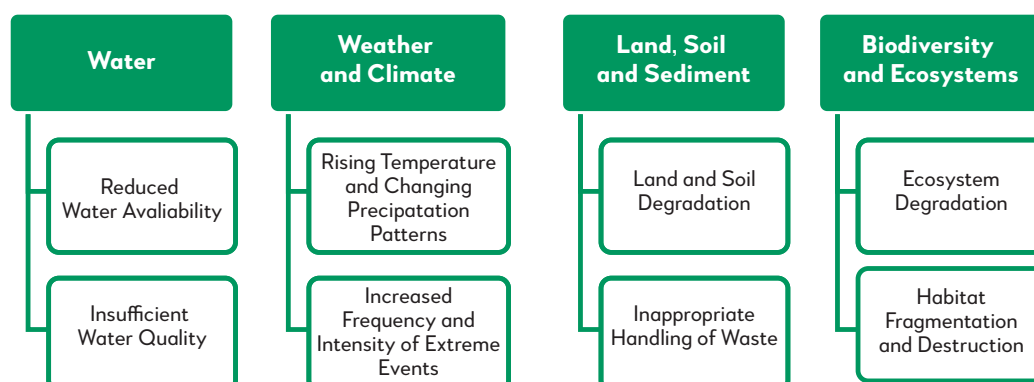 Water
Reduced
Water Avaliability
Insufficient
Water Quality
Weather
and Climate
Rising Temperature
and Changing
Precipatation
Patterns
Increased
Frequency and
Intensity of Extreme
Events
Land, Soil
and Sediment
Land and Soil
Degradation
Inappropriate
Handling of Waste
Biodiversity
and Ecosystems
Ecosystem
Degradation
Habitat
Fragmentation
and Destruction